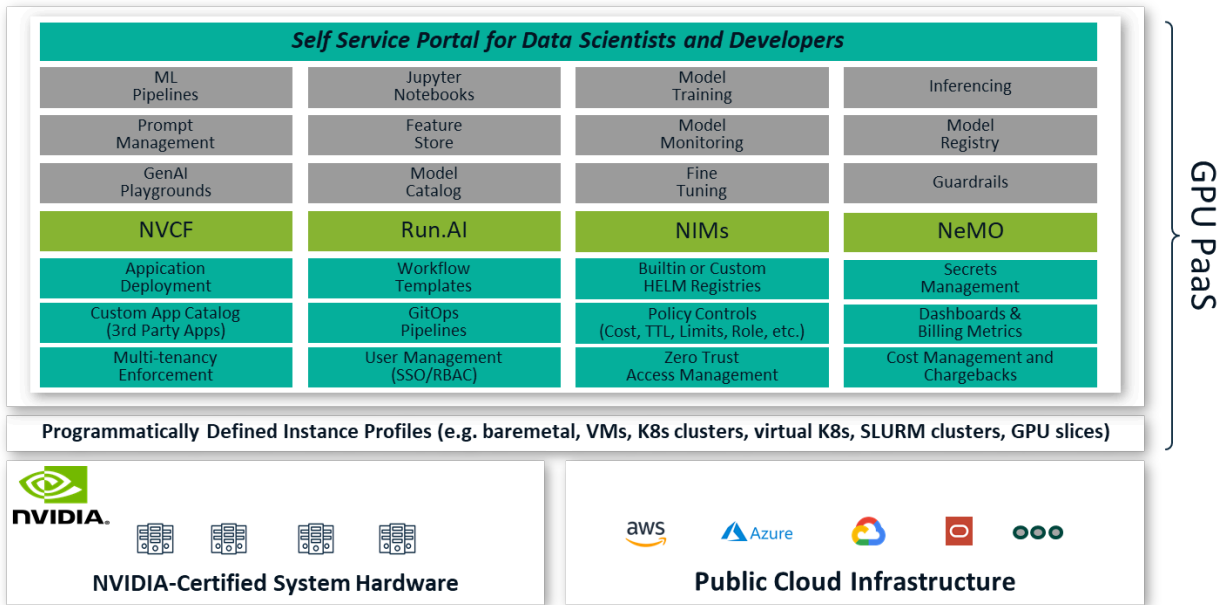 Self Service Portal for Data Scientists and Developers
ML
Pipelines
Jupyter
Notebooks
Model
Training
Inferencing
Prompt
Management
Feature
Store
Model
Monitoring
Model
Registry
GenAI
Playgrounds
Model
Catalog
Fine
Tuning
Guardrails
NVCF
Run.AI
NIMs
NeMO
Appication
Deployment
Workflow
Templates
Builtin or Custom
HELM Registries
Secrets
Management
Custom App Catalog
(3rd Party Apps)
GitOps
Pipelines
Policy Controls
(Cost, TTL, Limits, Role, etc.)
Dashboards &
Billing Metrics
Multi-tenancy
Enforcement
User Management
(SSO/RBAC)
Zero Trust
Access Management
Cost Management and
Chargebacks
GPU PaaS
Programmatically Defined Instance Profiles (e.g. baremetal, VMs, K8s clusters, virtual K8s, SLURM clusters, GPU slices)
NVIDIA.
NVIDIA-Certified System Hardware
aws
Azure
Public Cloud Infrastructure